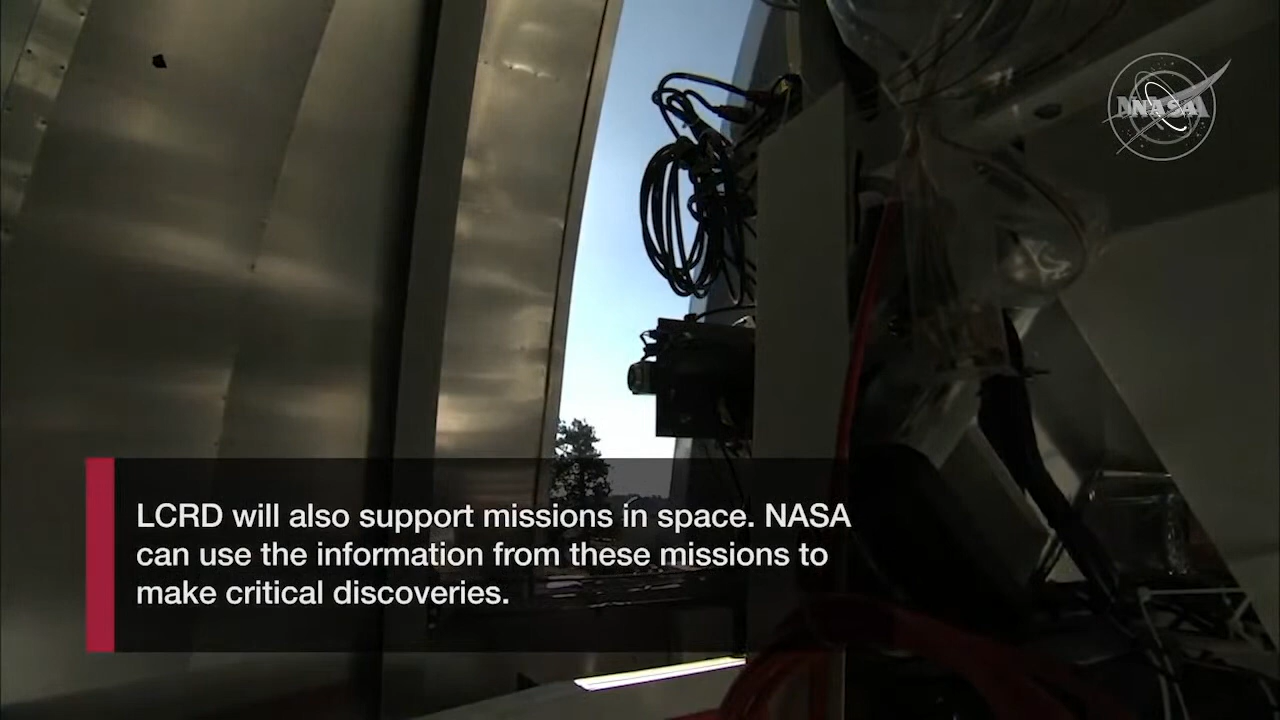 NASA
LCRD will also support missions in space. NASA
can use the information from these missions to
make critical discoveries.